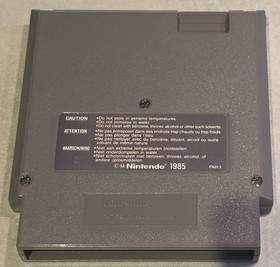 CAUTION •Do not store in extreme temperatures.
•Do not immerse in water.
•Do not clean with benzene, thinner, alcohol or other such solvents.
ATTENTION •Ne pas entreposer dans des endroits trop chauds ou trop froids.
•Ne pas plonger dans l'eau.
•Ne pas nettoyer avec du benzène, diluant, alcool ou autre
solvant de même nature.
WAARSCHUWING •Niet aan extreme temperaturen blootstellen.
•Niet onderdompelen in water.
•Niet schoonmaken met benzeen, thinner, alcohol, of
andere oplosmiddelen.
©Nintendo 1985